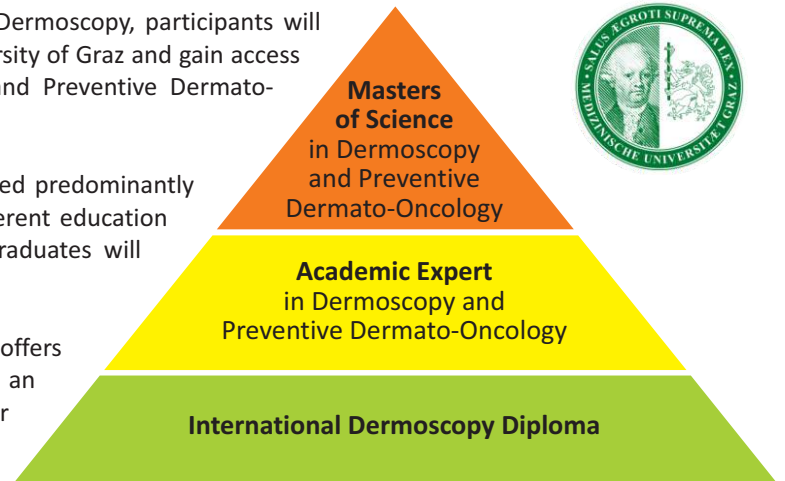 Dermoscopy, participants will
rsity of Graz and gain access
nd Preventive Dermato-
ed predominantly
erent education
raduates will
offers
an
r
Masters
of Science
in Dermoscopy
and Preventive
Dermato-Oncology
Academic Expert
in Dermoscopy and
Preventive Dermato-Oncology
International Dermoscopy Diploma
SALUS ÆGROTI SUPREMA LEX
MEDIZINISCHE UNIVERSITÆT GRAZ